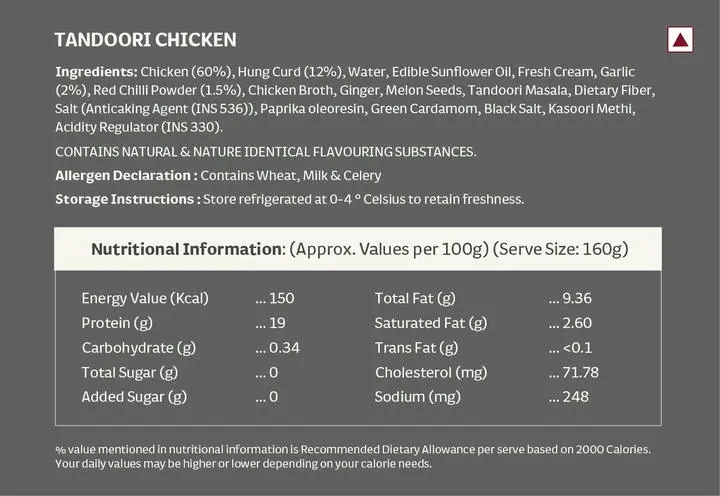 TANDOORI CHICKEN
Ingredients: Chicken (60%), Hung Curd (12%), Water, Edible Sunflower Oil, Fresh Cream, Garlic
(2%), Red Chilli Powder (1.5%), Chicken Broth, Ginger, Melon Seeds, Tandoori Masala, Dietary Fiber,
Salt (Anticaking Agent (INS 536)), Paprika oleoresin, Green Cardamom, Black Salt, Kasoori Methi,
Acidity Regulator (INS 330).
CONTAINS NATURAL & NATURE IDENTICAL FLAVOURING SUBSTANCES.
Allergen Declaration : Contains Wheat, Milk & Celery
Storage Instructions : Store refrigerated at 0-4 ° Celsius to retain freshness.
Nutritional Information: (Approx. Values per 100g) (Serve Size: 160g)
Energy Value (Kcal) ... 150 Total Fat (g) ... 9.36
Protein (g) ... 19 Saturated Fat (g) ... 2.60
Carbohydrate (g) ... 0.34 Trans Fat (g) ... <0.1
Total Sugar (g) ... 0 Cholesterol (mg) ... 71.78
Added Sugar (g) ... 0 Sodium (mg) ... 248
% value mentioned in nutritional information is Recommended Dietary Allowance per serve based on 2000 Calories.
Your daily values may be higher or lower depending on your calorie needs.